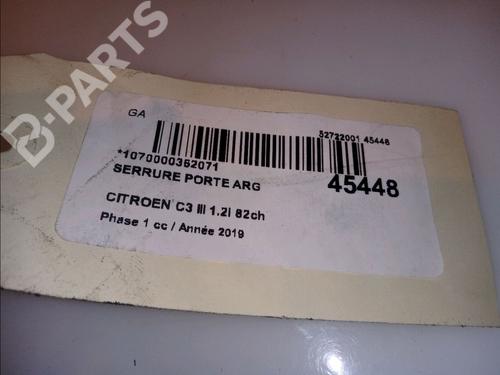 B-PARTS
GA
52722001 45448
*1070000362071
SERRURE PORTE ARG
45448
CITROEN C3 III 1.2I 82ch
Phase 1 cc / Année 2019